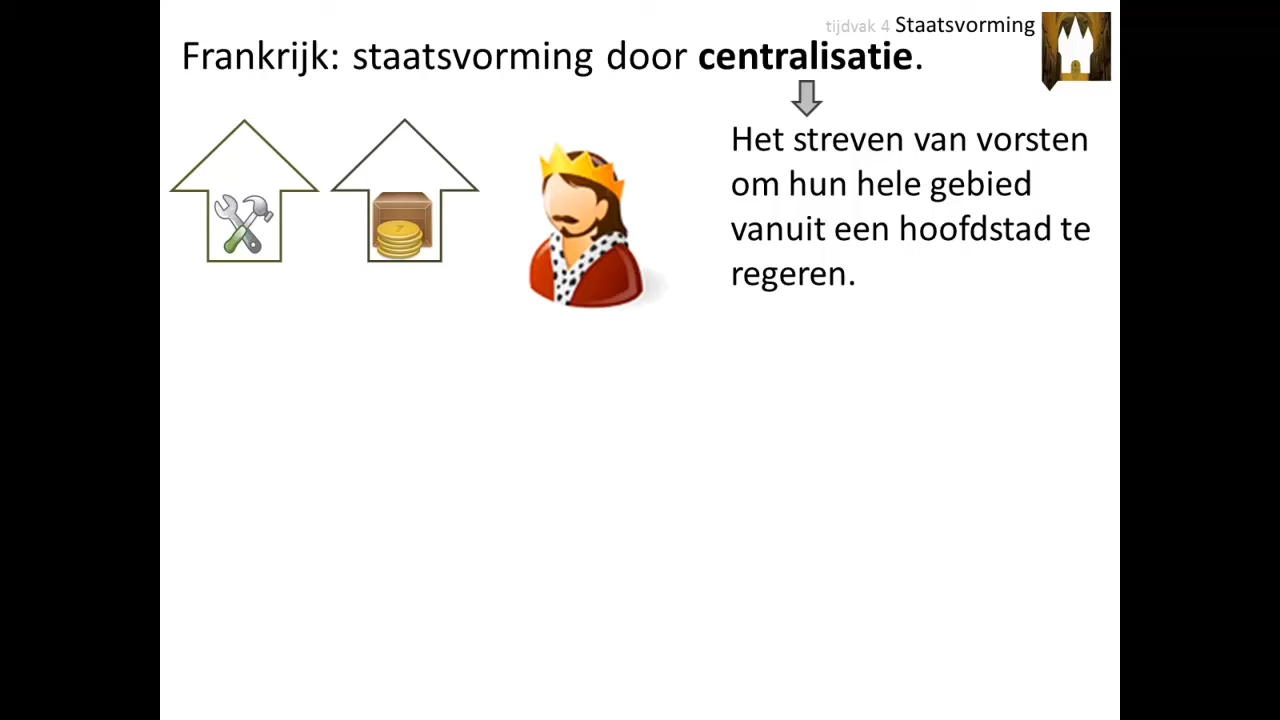 tijdvak 4 Staatsvorming
Frankrijk: staatsvorming door centralisatie.
Het streven van vorsten
om hun hele gebied
vanuit een hoofdstad te
regeren.